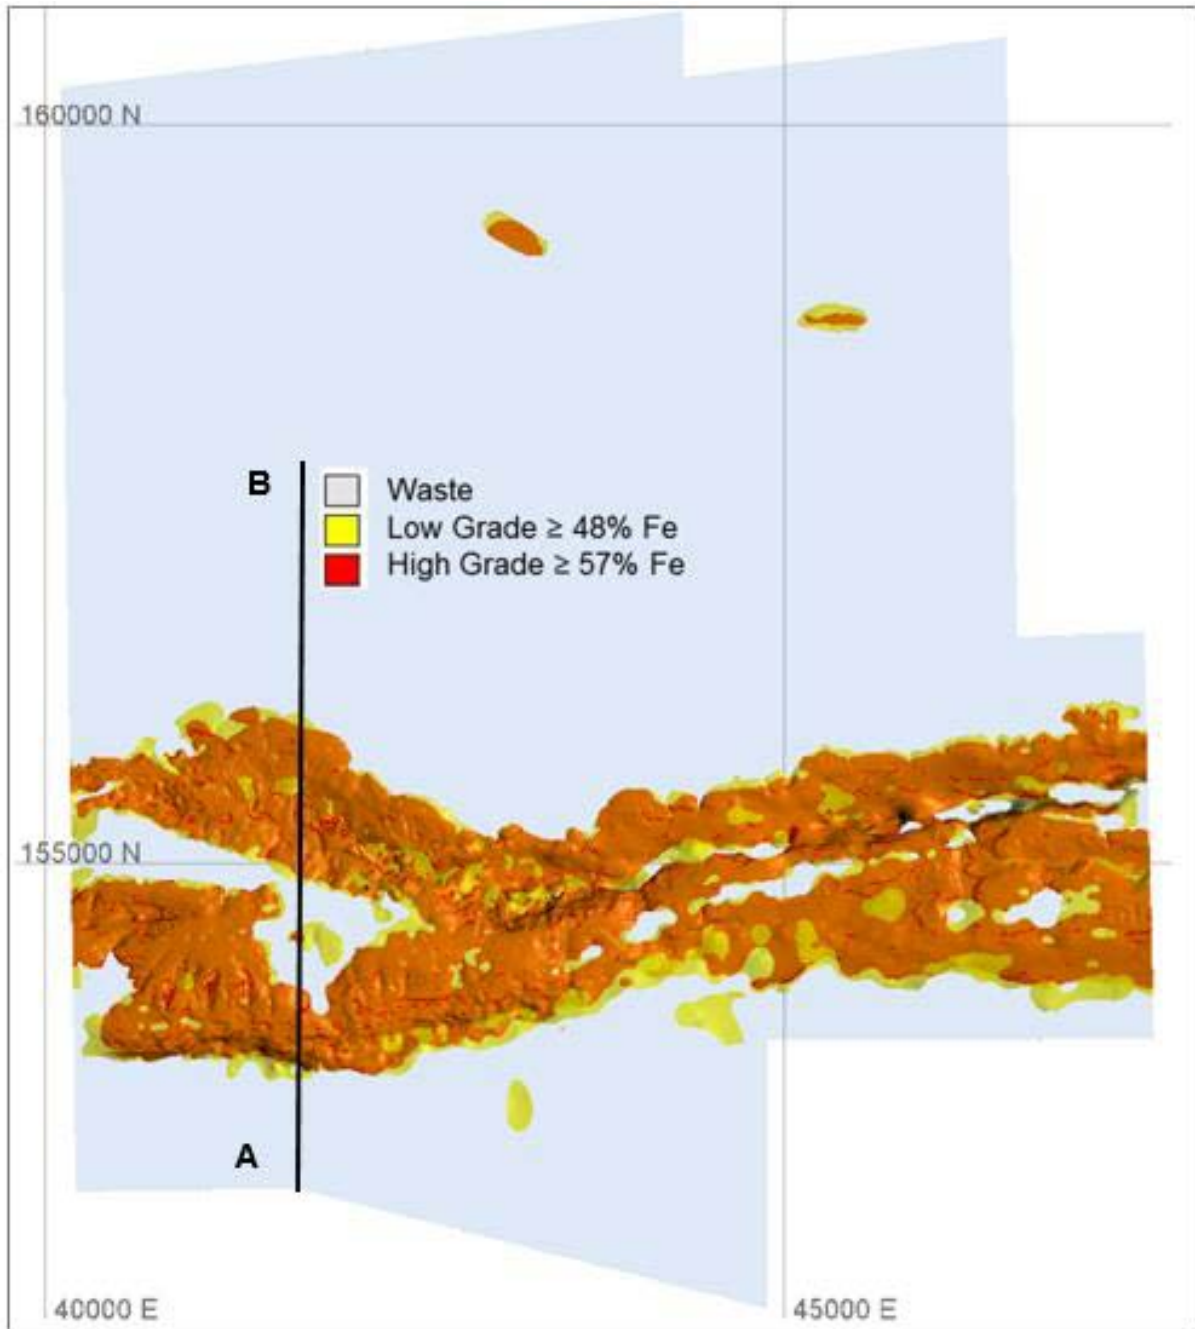 160000 N
B
Waste
Low Grade ≥ 48% Fe
High Grade ≥ 57% Fe
155000 N
A
40000 E
45000 E